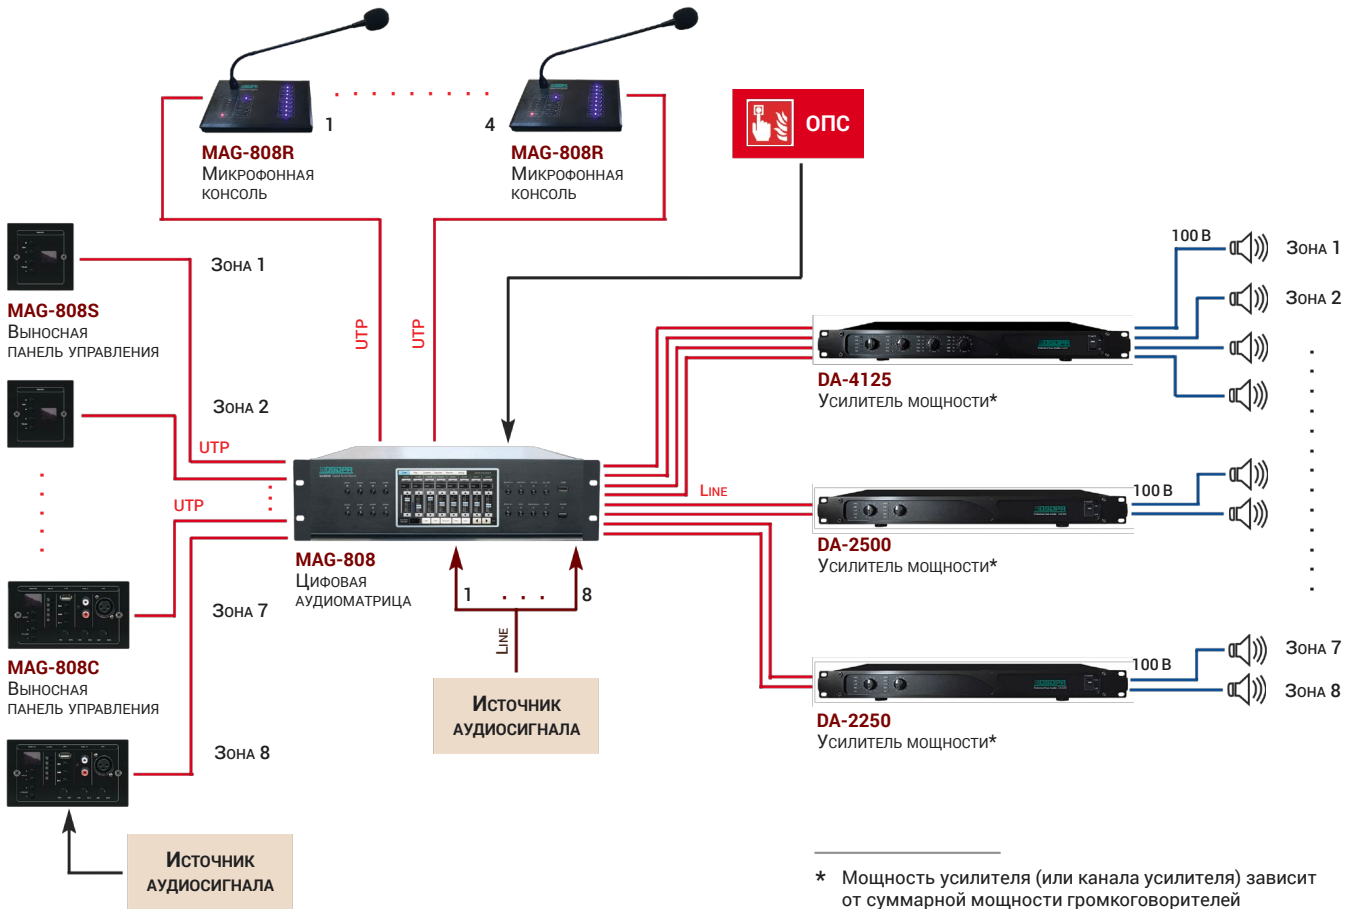 1
4
MAG-808R
Микрофонная
консоль
MAG-808R
Микрофонная
консоль
ОПС
Зона 1
MAG-808S
Выносная
панель управления
UTP
UTP
100 В
Зона 1
Зона 2
DA-4125
Усилитель мощности*
Зона 2
UTP
UTP
DSPPA
MAG-808
Цифровая
аудиоматрица
Line
100 В
DA-2500
Усилитель мощности*
1
8
Line
Зона 7
MAG-808C
Выносная
панель управления
Источник
аудиосигнала
100 В
Зона 7
Зона 8
DA-2250
Усилитель мощности*
Зона 8
Источник
аудиосигнала
* Мощность усилителя (или канала усилителя) зависит
от суммарной мощности громкоговорителей